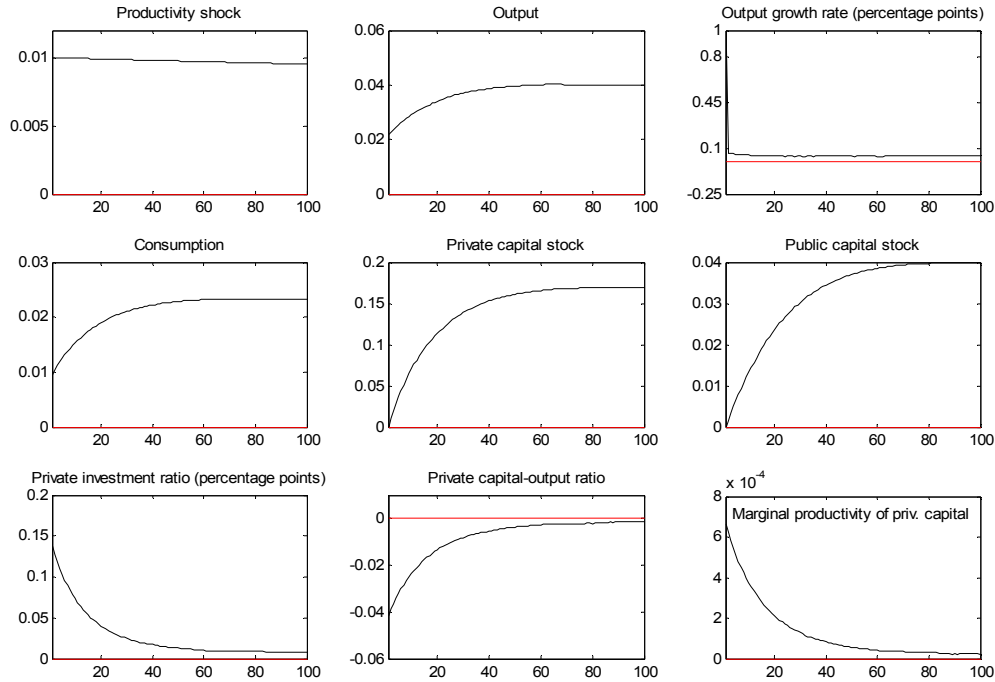 Productivity shock
0.01
0.005
0
20 40 60 80 100
Output
0.06
0.04
0.02
0
20 40 60 80 100
Output growth rate (percentage points)
1
0.8
0.45
0.1
-0.25
20 40 60 80 100
Consumption
0.03
0.02
0.01
0
20 40 60 80 100
Private capital stock
0.2
0.15
0.1
0.05
0
20 40 60 80 100
Public capital stock
0.04
0.03
0.02
0.01
0
20 40 60 80 100
Private investment ratio (percentage points)
0.2
0.15
0.1
0.05
0
20 40 60 80 100
Private capital-output ratio
0
-0.02
-0.04
-0.06
20 40 60 80 100
x 10⁻⁴
Marginal productivity of priv. capital
8
6
4
2
0
20 40 60 80 100